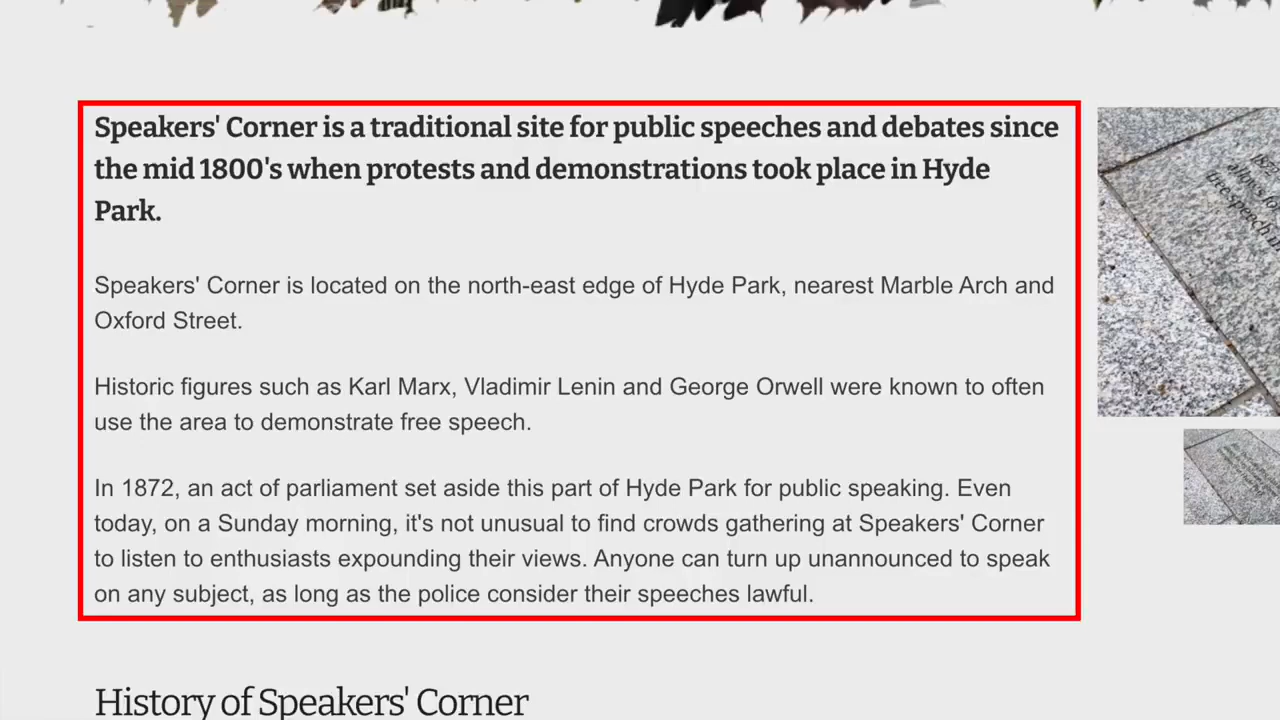 Speakers' Corner is a traditional site for public speeches and debates since
the mid 1800's when protests and demonstrations took place in Hyde
Park.
Speakers' Corner is located on the north-east edge of Hyde Park, nearest Marble Arch and
Oxford Street.
Historic figures such as Karl Marx, Vladimir Lenin and George Orwell were known to often
use the area to demonstrate free speech.
In 1872, an act of parliament set aside this part of Hyde Park for public speaking. Even
today, on a Sunday morning, it's not unusual to find crowds gathering at Speakers' Corner
to listen to enthusiasts expounding their views. Anyone can turn up unannounced to speak
on any subject, as long as the police consider their speeches lawful.
History of Speakers' Corner
allows for
free speech in